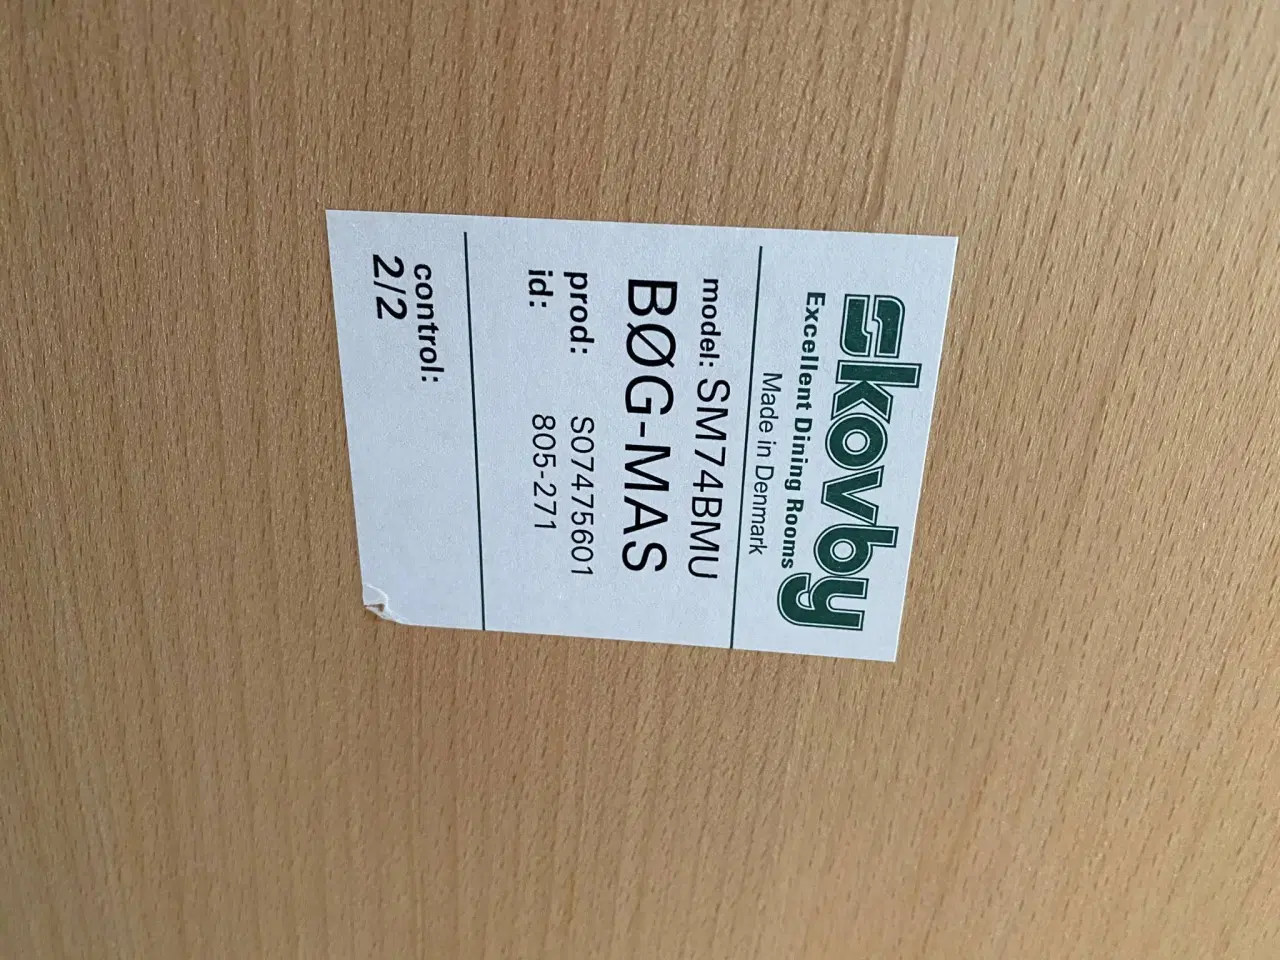 skovby
Excellent Dining Rooms
Made in Denmark
model: SM74BMU
BØG-MAS
prod: S07475601
id: 805-271
control:
2/2